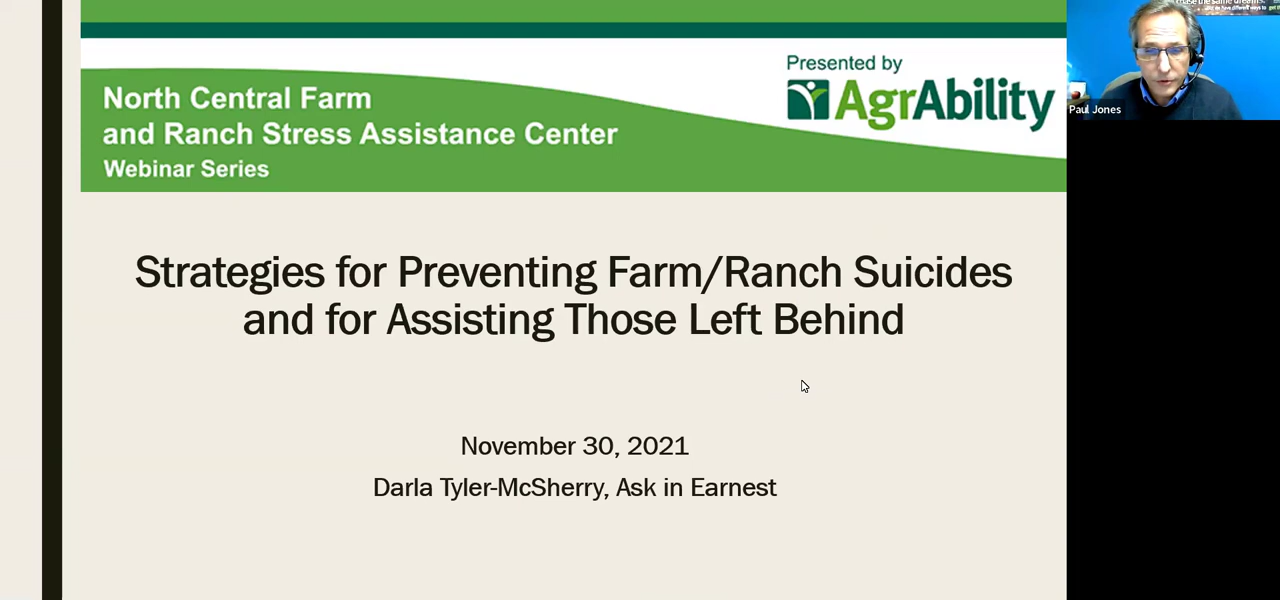 North Central Farm
and Ranch Stress Assistance Center
Webinar Series
Presented by
AgrAbility
Strategies for Preventing Farm/Ranch Suicides
and for Assisting Those Left Behind
November 30, 2021
Darla Tyler-McSherry, Ask in Earnest
Paul Jones